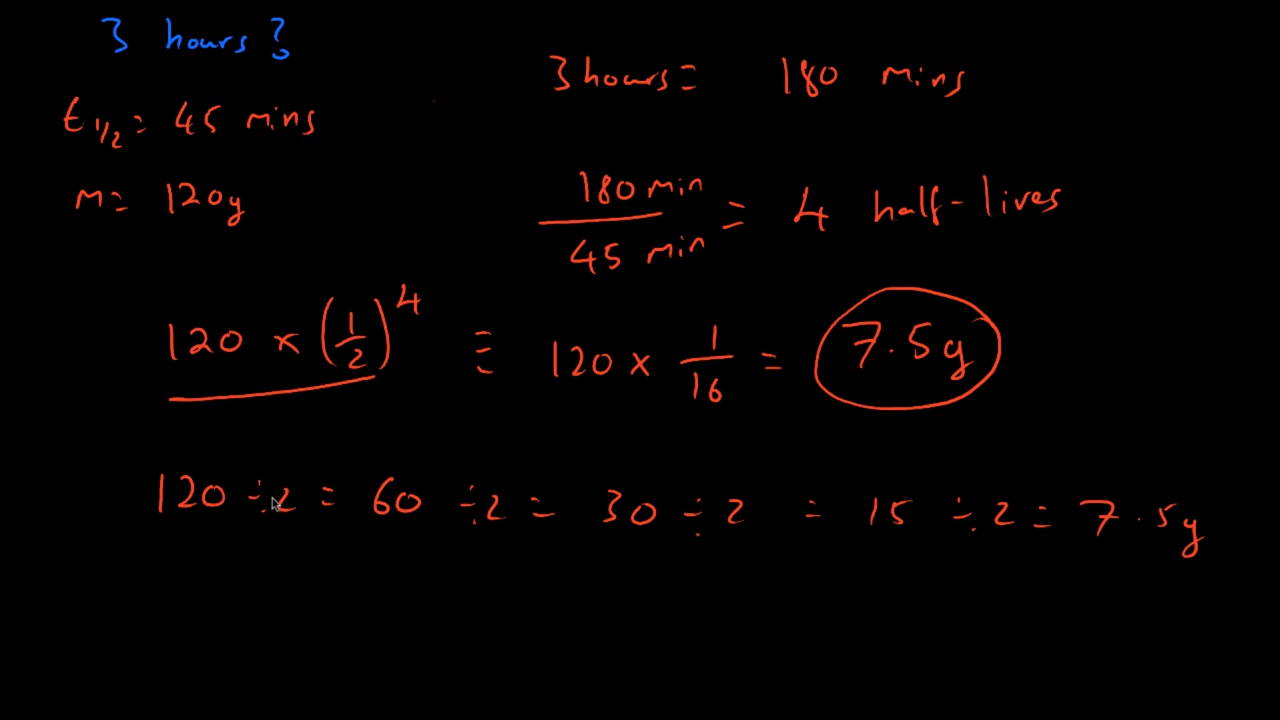 3 hours?
t1/2 = 45 mins
m = 120g
3 hours = 180 mins
180 min / 45 min = 4 half-lives
120 × (1/2)^4 ≡ 120 × 1/16 = 7.5g
120 ÷ 2 = 60 ÷ 2 = 30 ÷ 2 = 15 ÷ 2 = 7.5g